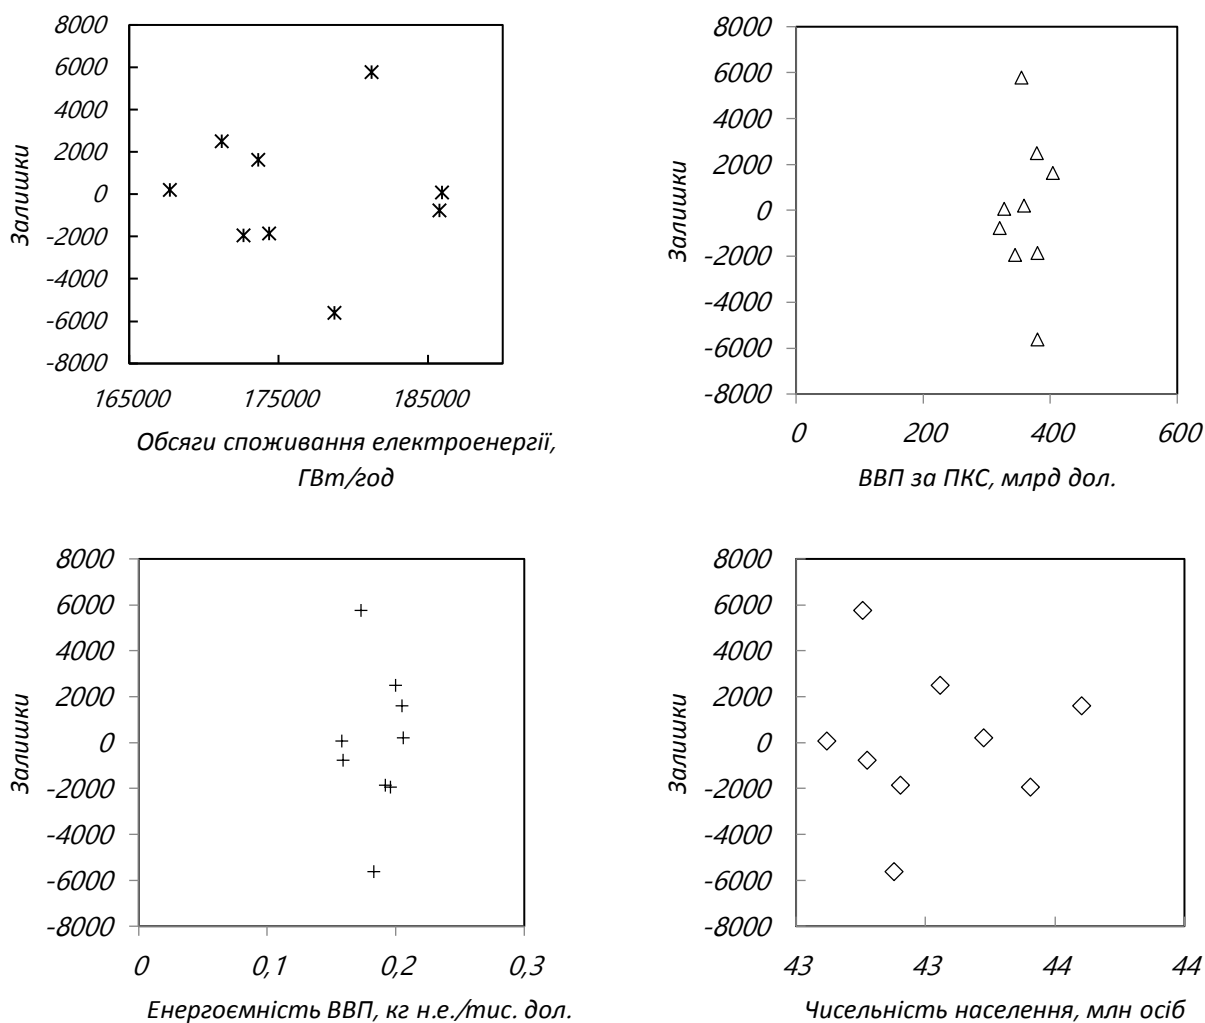 8000
6000
4000
2000
0
-2000
-4000
-6000
-8000
Залишки
165000 175000 185000
Обсяги споживання електроенергії,
ГВт/год
8000
6000
4000
2000
0
-2000
-4000
-6000
-8000
Залишки
0 200 400 600
ВВП за ПКС, млрд дол.
8000
6000
4000
2000
0
-2000
-4000
-6000
-8000
Залишки
0 0,1 0,2 0,3
Енергоємність ВВП, кг н.е./тис. дол.
8000
6000
4000
2000
0
-2000
-4000
-6000
-8000
Залишки
43 43 44 44
Чисельність населення, млн осіб